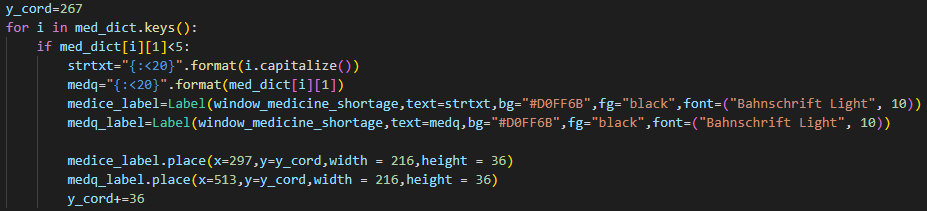 y_cord=267
for i in med_dict.keys():
    if med_dict[i][1]<5:
        strtxt="{:<20}".format(i.capitalize())
        medq="{:<20}".format(med_dict[i][1])
        medice_label=Label(window_medicine_shortage,text=strtxt,bg="#D0FF6B",fg="black",font=("Bahnschrift Light", 10))
        medq_label=Label(window_medicine_shortage,text=medq,bg="#D0FF6B",fg="black",font=("Bahnschrift Light", 10))

        medice_label.place(x=297,y=y_cord,width = 216,height = 36)
        medq_label.place(x=513,y=y_cord,width = 216,height = 36)
        y_cord+=36